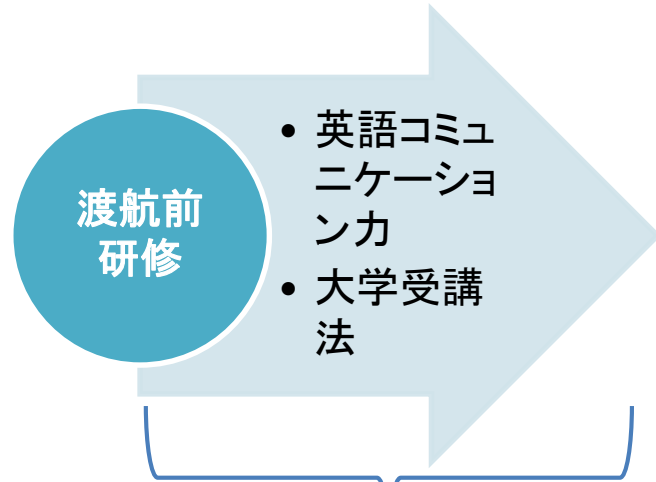 渡航前
研修
• 英語コミュ
ニケーショ
ン力
• 大学受講
法